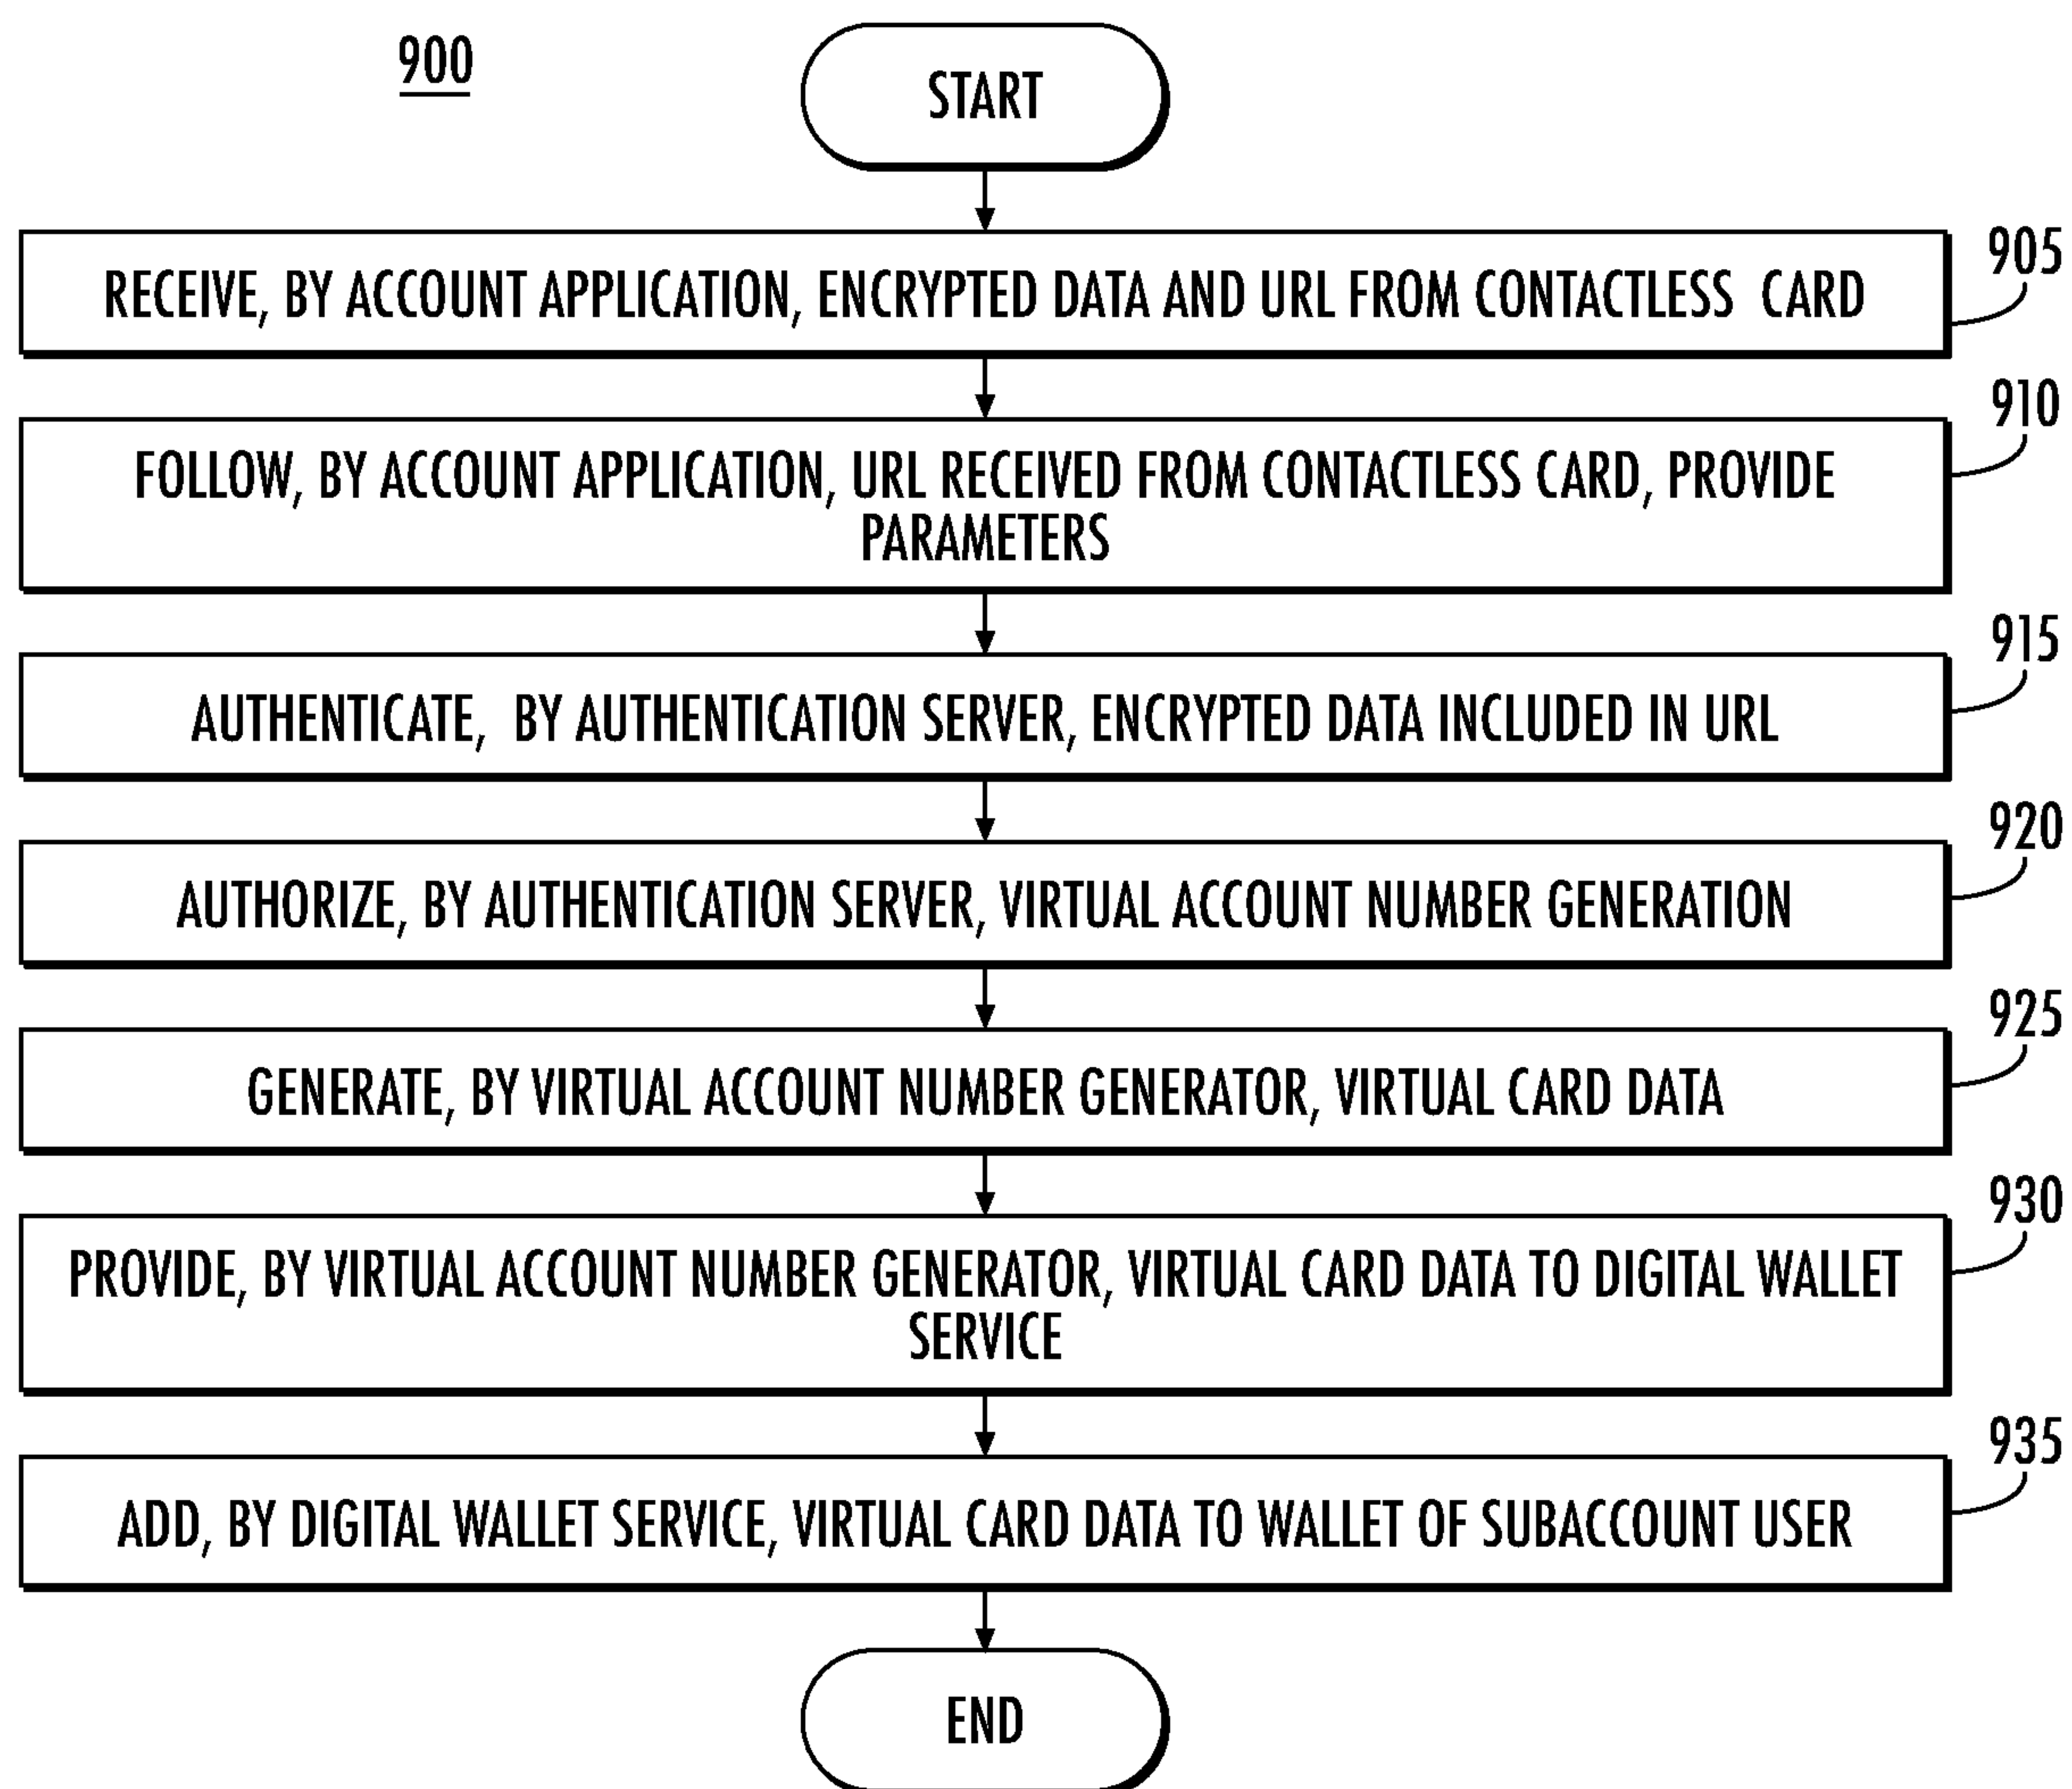 900
START
905
RECEIVE, BY ACCOUNT APPLICATION, ENCRYPTED DATA AND URL FROM CONTACTLESS CARD
910
FOLLOW, BY ACCOUNT APPLICATION, URL RECEIVED FROM CONTACTLESS CARD, PROVIDE
PARAMETERS
915
AUTHENTICATE, BY AUTHENTICATION SERVER, ENCRYPTED DATA INCLUDED IN URL
920
AUTHORIZE, BY AUTHENTICATION SERVER, VIRTUAL ACCOUNT NUMBER GENERATION
925
GENERATE, BY VIRTUAL ACCOUNT NUMBER GENERATOR, VIRTUAL CARD DATA
930
PROVIDE, BY VIRTUAL ACCOUNT NUMBER GENERATOR, VIRTUAL CARD DATA TO DIGITAL WALLET
SERVICE
935
ADD, BY DIGITAL WALLET SERVICE, VIRTUAL CARD DATA TO WALLET OF SUBACCOUNT USER
END